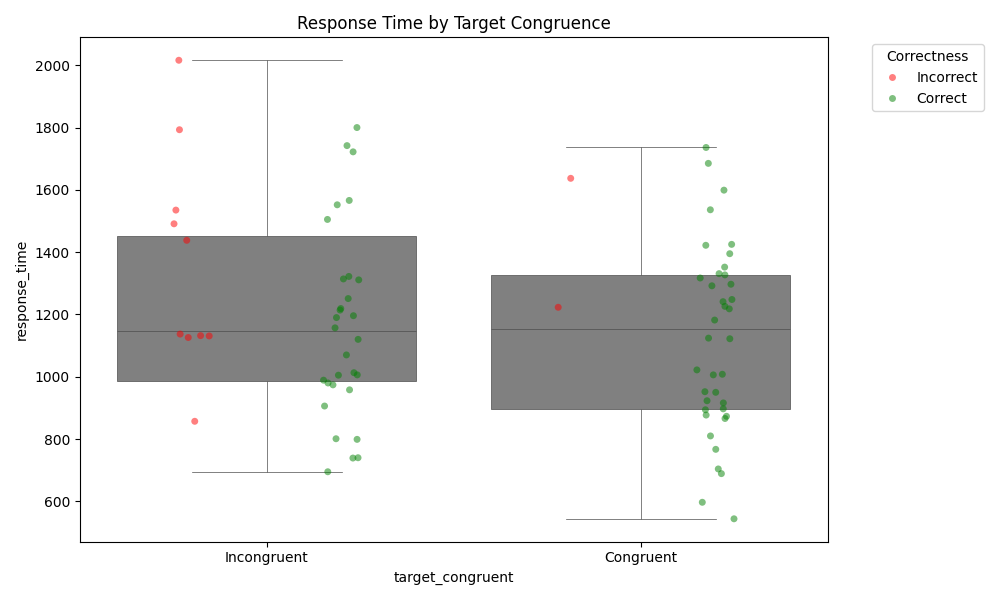 Response Time by Target Congruence
Correctness
Incorrect
Correct
response_time
2000
1800
1600
1400
1200
1000
800
600
Incongruent
Congruent
target_congruent